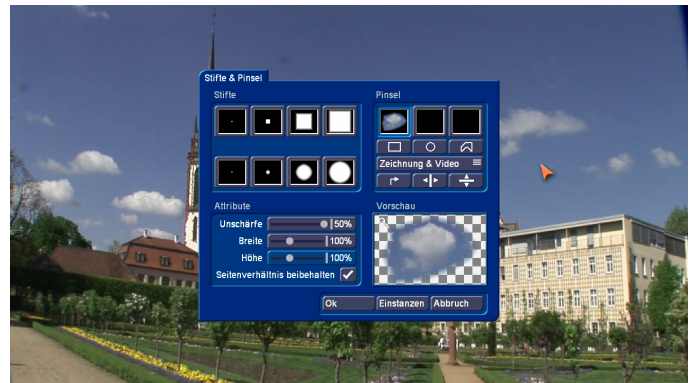 Stifte & Pinsel
Stifte
Pinsel
Zeichnung & Video
Attribute
Unschärfe 50%
Breite 100%
Höhe 100%
Seitenverhältnis beibehalten
Vorschau
Ok Einstanzen Abbruch